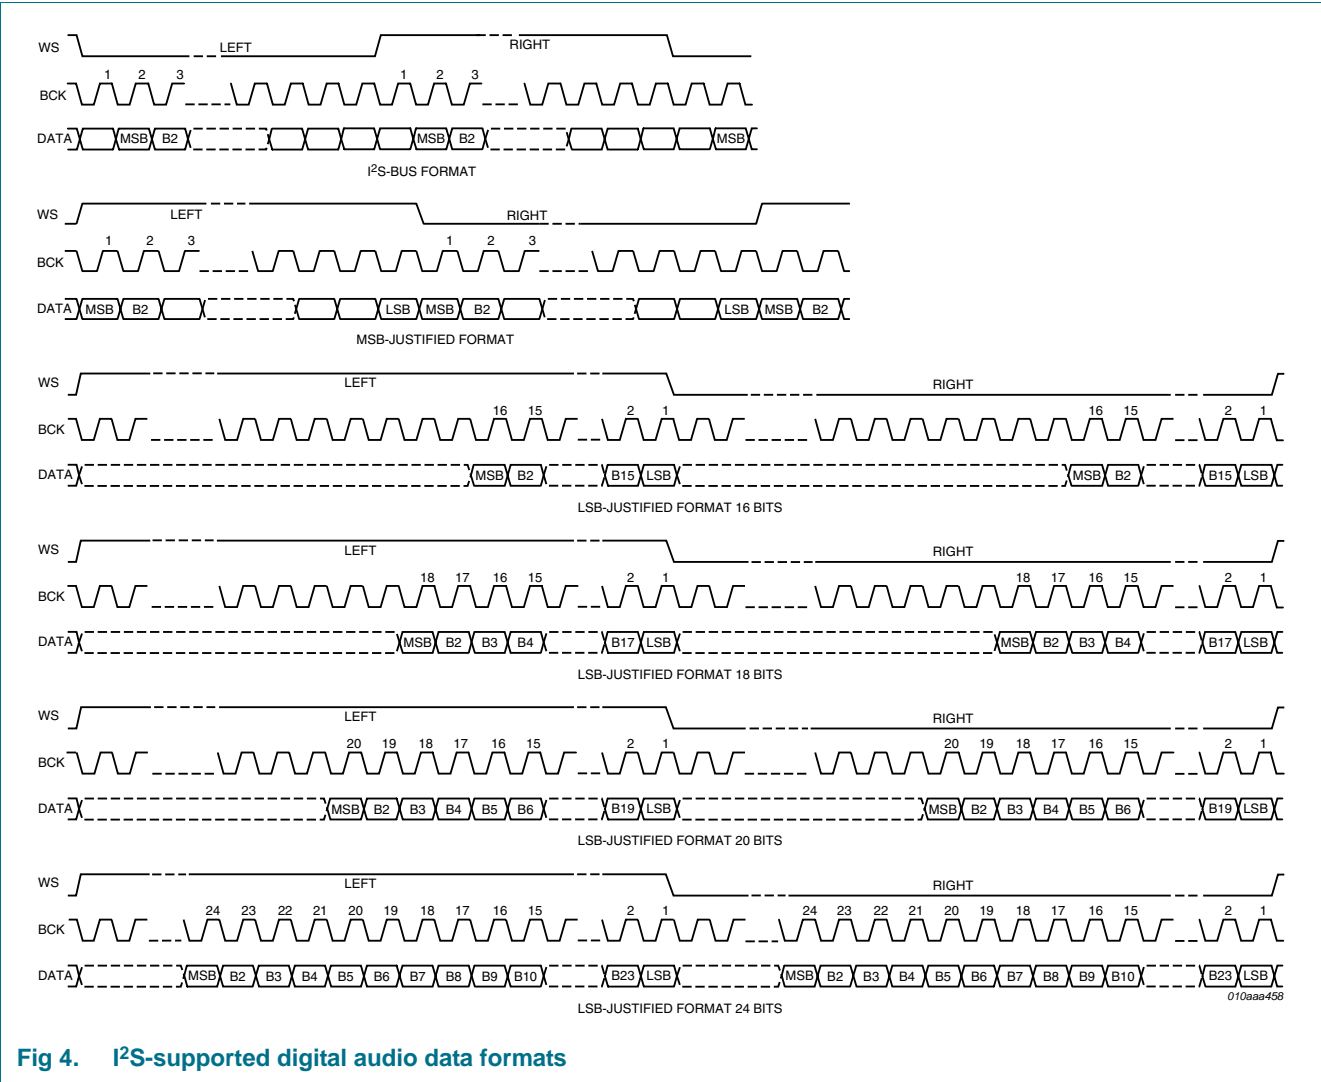 WS LEFT RIGHT
1 2 3 1 2 3
BCK
DATA MSB B2 MSB B2 MSB
I2S-BUS FORMAT
WS LEFT RIGHT
1 2 3 1 2 3
BCK
DATA MSB B2 LSB MSB B2 LSB MSB B2
MSB-JUSTIFIED FORMAT
WS LEFT RIGHT
16 15 2 1 16 15 2 1
BCK
DATA MSB B2 B15 LSB MSB B2 B15 LSB
LSB-JUSTIFIED FORMAT 16 BITS
WS LEFT RIGHT
18 17 16 15 2 1 18 17 16 15 2 1
BCK
DATA MSB B2 B3 B4 B17 LSB MSB B2 B3 B4 B17 LSB
LSB-JUSTIFIED FORMAT 18 BITS
WS LEFT RIGHT
20 19 18 17 16 15 2 1 20 19 18 17 16 15 2 1
BCK
DATA MSB B2 B3 B4 B5 B6 B19 LSB MSB B2 B3 B4 B5 B6 B19 LSB
LSB-JUSTIFIED FORMAT 20 BITS
WS LEFT RIGHT
24 23 22 21 20 19 18 17 16 15 2 1 24 23 22 21 20 19 18 17 16 15 2 1
BCK
DATA MSB B2 B3 B4 B5 B6 B7 B8 B9 B10 B23 LSB MSB B2 B3 B4 B5 B6 B7 B8 B9 B10 B23 LSB
010aaa458
LSB-JUSTIFIED FORMAT 24 BITS
Fig 4. I2S-supported digital audio data formats